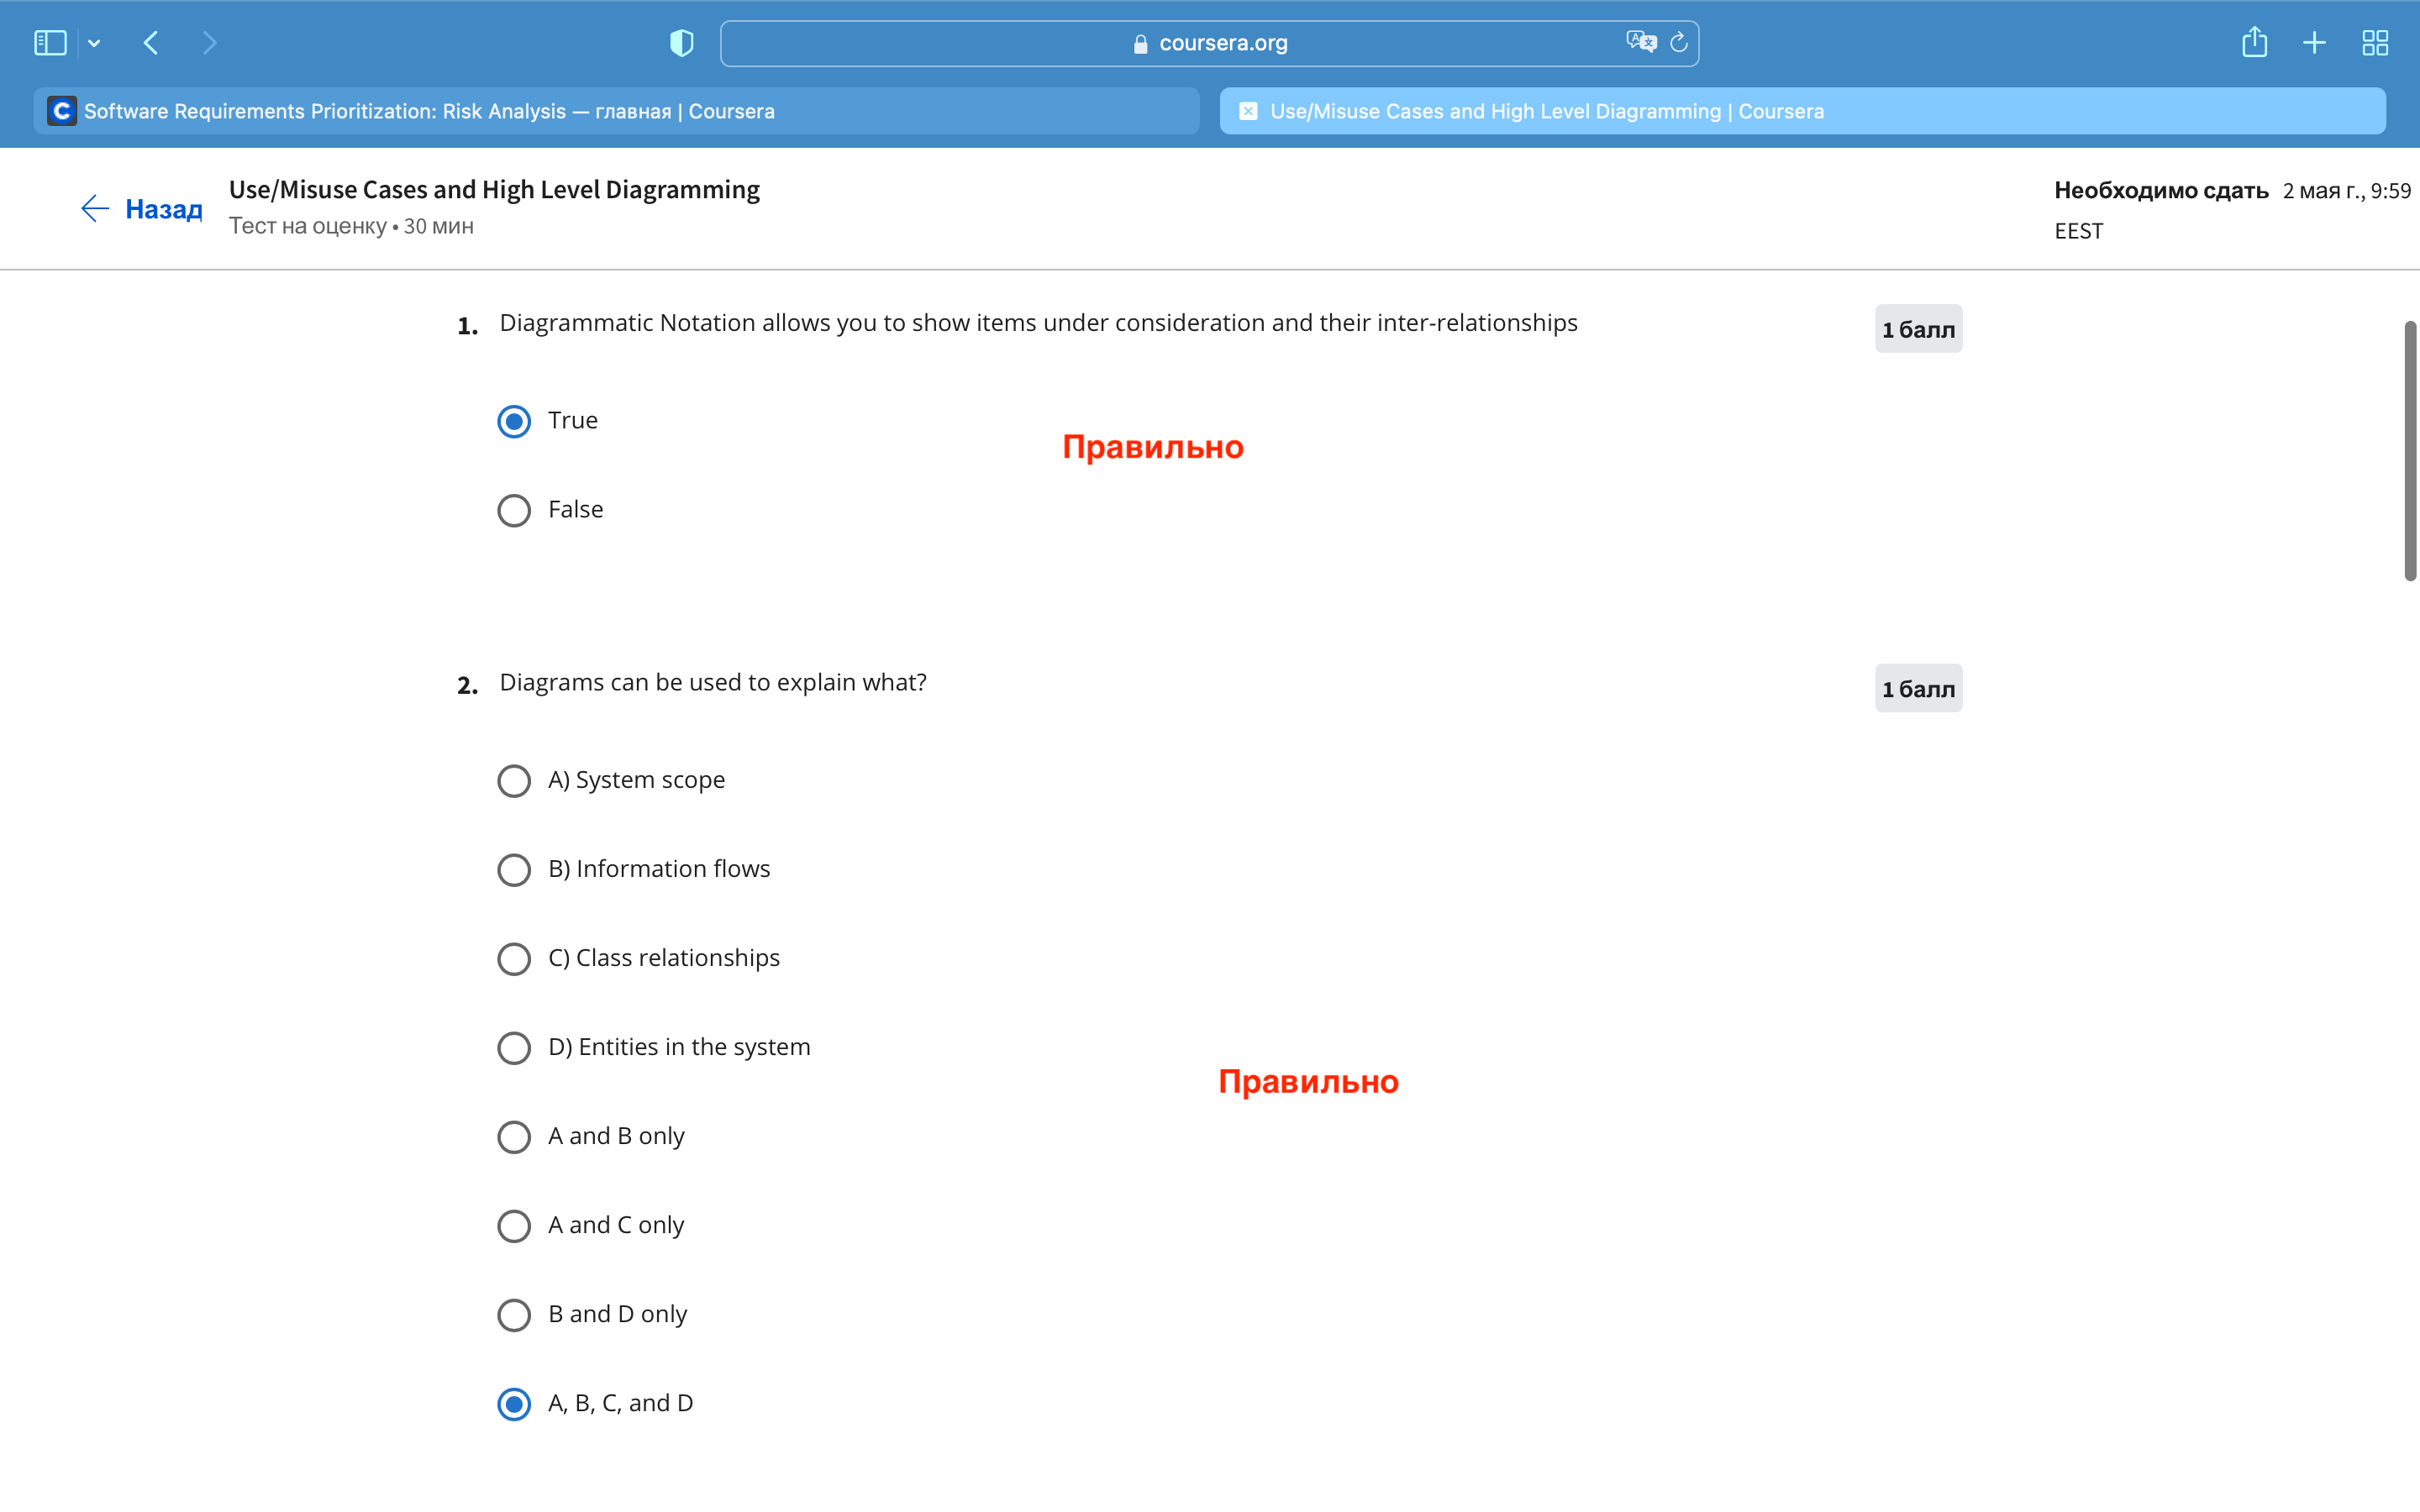 coursera.org
Software Requirements Prioritization: Risk Analysis — главная | Coursera
Use/Misuse Cases and High Level Diagramming | Coursera
Назад
Use/Misuse Cases and High Level Diagramming
Тест на оценку • 30 мин
Необходимо сдать 2 мая г., 9:59
EEST
1. Diagrammatic Notation allows you to show items under consideration and their inter-relationships
1 балл
True
Правильно
False
2. Diagrams can be used to explain what?
1 балл
A) System scope
B) Information flows
C) Class relationships
D) Entities in the system
Правильно
A and B only
A and C only
B and D only
A, B, C, and D